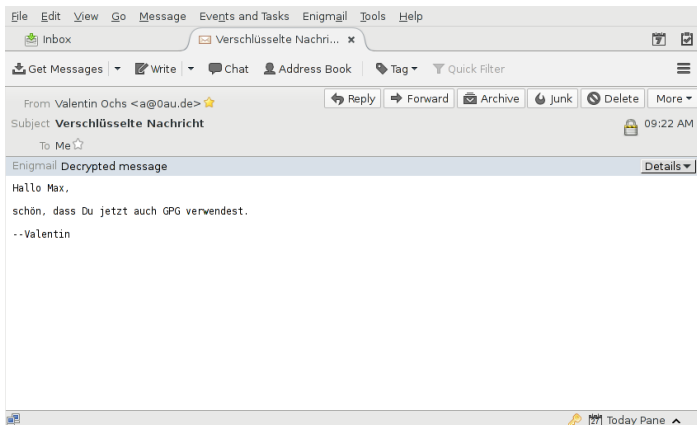 File Edit View Go Message Events and Tasks Enigmail Tools Help
Inbox Verschlüsselte Nachri...
Get Messages Write Chat Address Book Tag Quick Filter
From Valentin Ochs <a@0au.de> Reply Forward Archive Junk Delete More
Subject Verschlüsselte Nachricht 09:22 AM
To Me
Enigmail Decrypted message Details
Hallo Max,
schön, dass Du jetzt auch GPG verwendest.
--Valentin
27 Today Pane